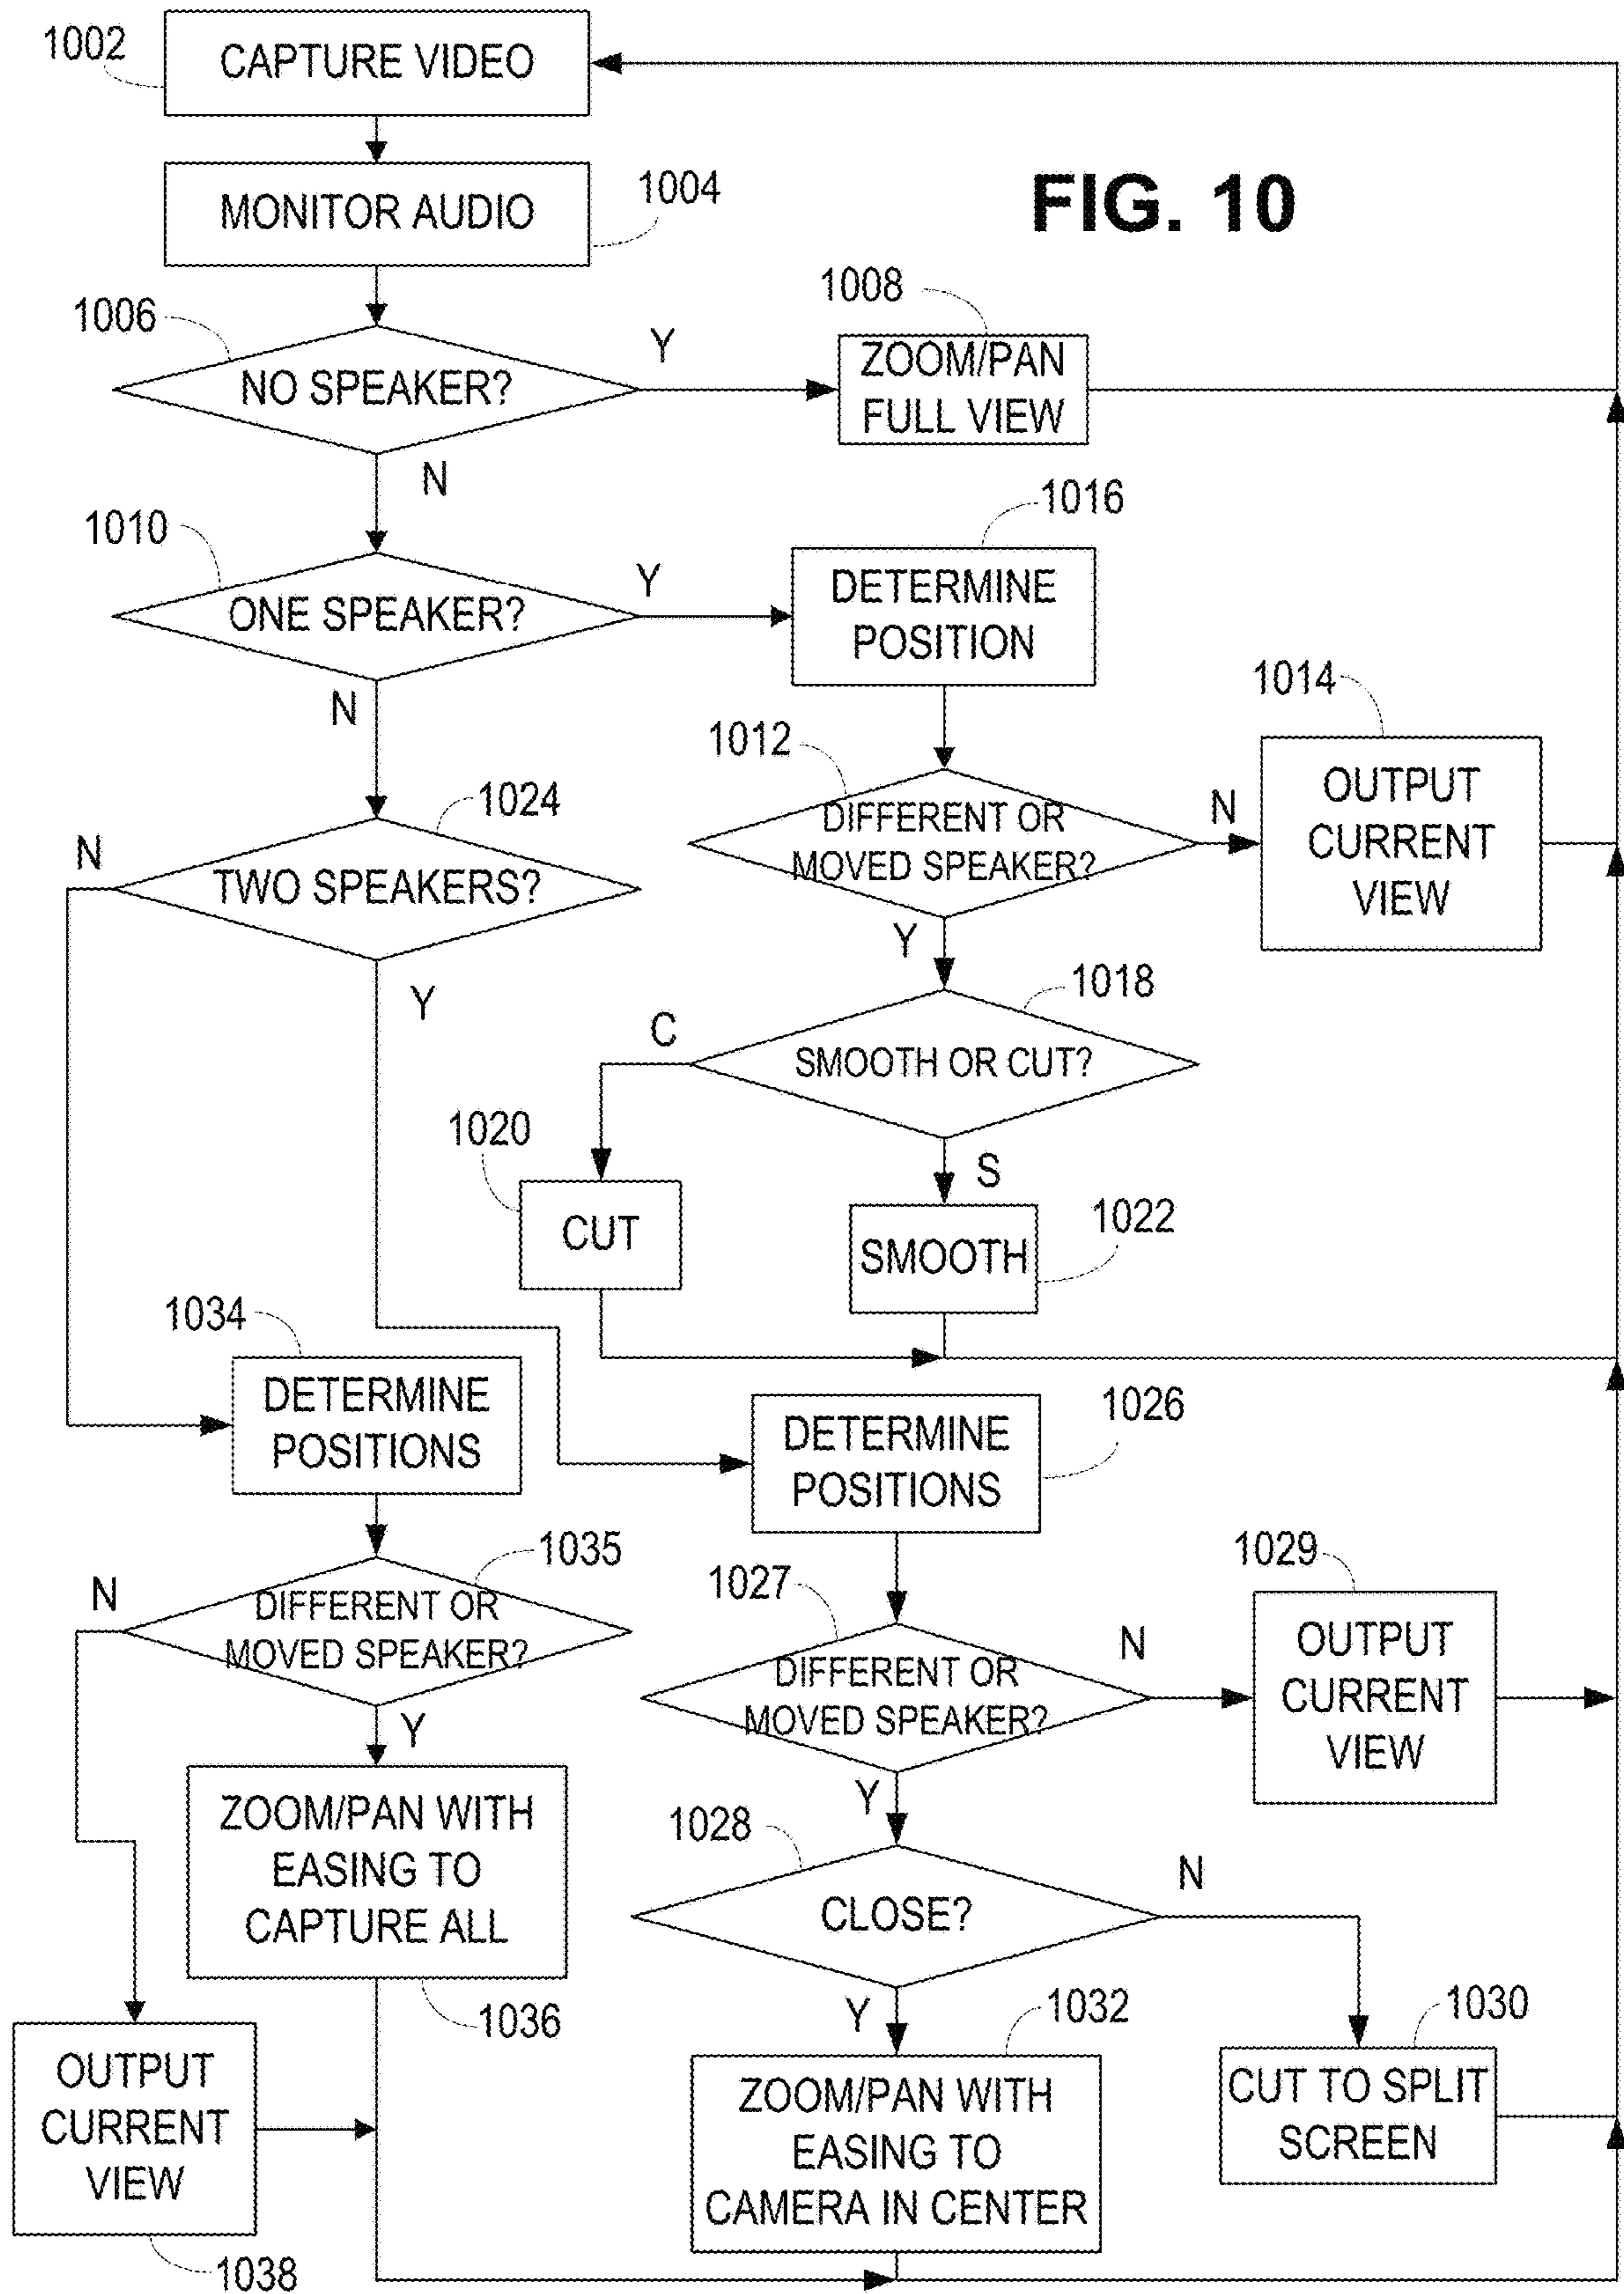 1002
CAPTURE VIDEO
MONITOR AUDIO
1004
FIG. 10
1006
NO SPEAKER?
Y
N
1008
ZOOM/PAN
FULL VIEW
1010
ONE SPEAKER?
Y
N
1016
DETERMINE
POSITION
1012
DIFFERENT OR
MOVED SPEAKER?
N
Y
1014
OUTPUT
CURRENT
VIEW
1024
TWO SPEAKERS?
N
Y
1018
SMOOTH OR CUT?
C
S
1020
CUT
1022
SMOOTH
1034
DETERMINE
POSITIONS
1026
DETERMINE
POSITIONS
1035
DIFFERENT OR
MOVED SPEAKER?
N
Y
1027
DIFFERENT OR
MOVED SPEAKER?
N
Y
1029
OUTPUT
CURRENT
VIEW
ZOOM/PAN WITH
EASING TO
CAPTURE ALL
1036
1028
CLOSE?
N
Y
1032
ZOOM/PAN WITH
EASING TO
CAMERA IN CENTER
1030
CUT TO SPLIT
SCREEN
OUTPUT
CURRENT
VIEW
1038